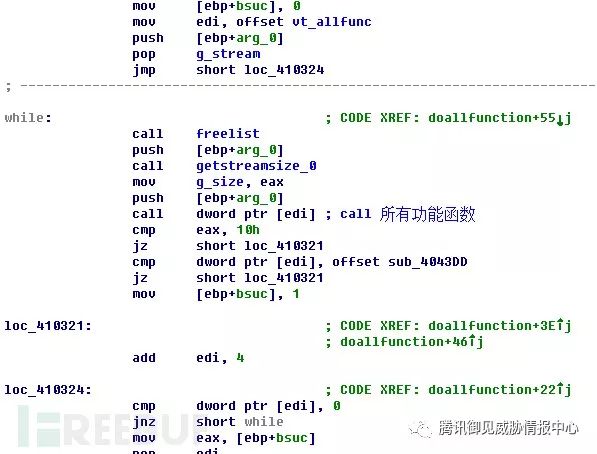 mov     [ebp+bsuc], 0
mov     edi, offset vt_allfunc
push    [ebp+arg_0]
pop     g_stream
jmp     short loc_410324
; ---------------------------------------------------------------------------
while:                                  ; CODE XREF: doallfunction+55↓j
call    freelist
push    [ebp+arg_0]
call    getstreamsize_0
mov     g_size, eax
push    [ebp+arg_0]
call    dword ptr [edi] ; call 所有功能函数
cmp     eax, 10h
jz      short loc_410321
cmp     dword ptr [edi], offset sub_4043DD
jz      short loc_410321
mov     [ebp+bsuc], 1
loc_410321:                             ; CODE XREF: doallfunction+3E↑j
; doallfunction+46↑j
add     edi, 4
loc_410324:                             ; CODE XREF: doallfunction+22↑j
cmp     dword ptr [edi], 0
jnz     short while
mov     eax, [ebp+bsuc]
pop     edi
腾讯御见威胁情报中心